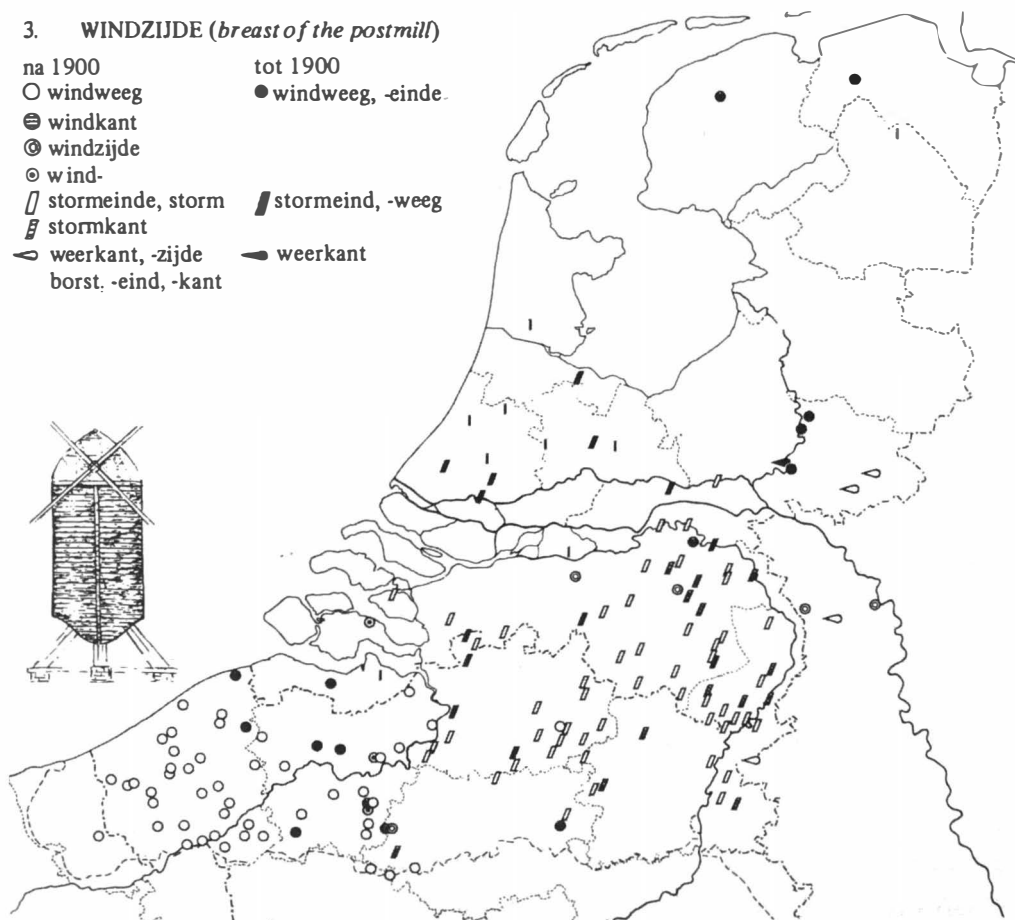 3. WINDZIJDE (breast of the postmill)
na 1900 tot 1900
windweeg windweeg, -einde
windkant
windzijde
wind-
stormeinde, storm stormeind, -weeg
stormkant
weerkant, -zijde weerkant
borst, -eind, -kant